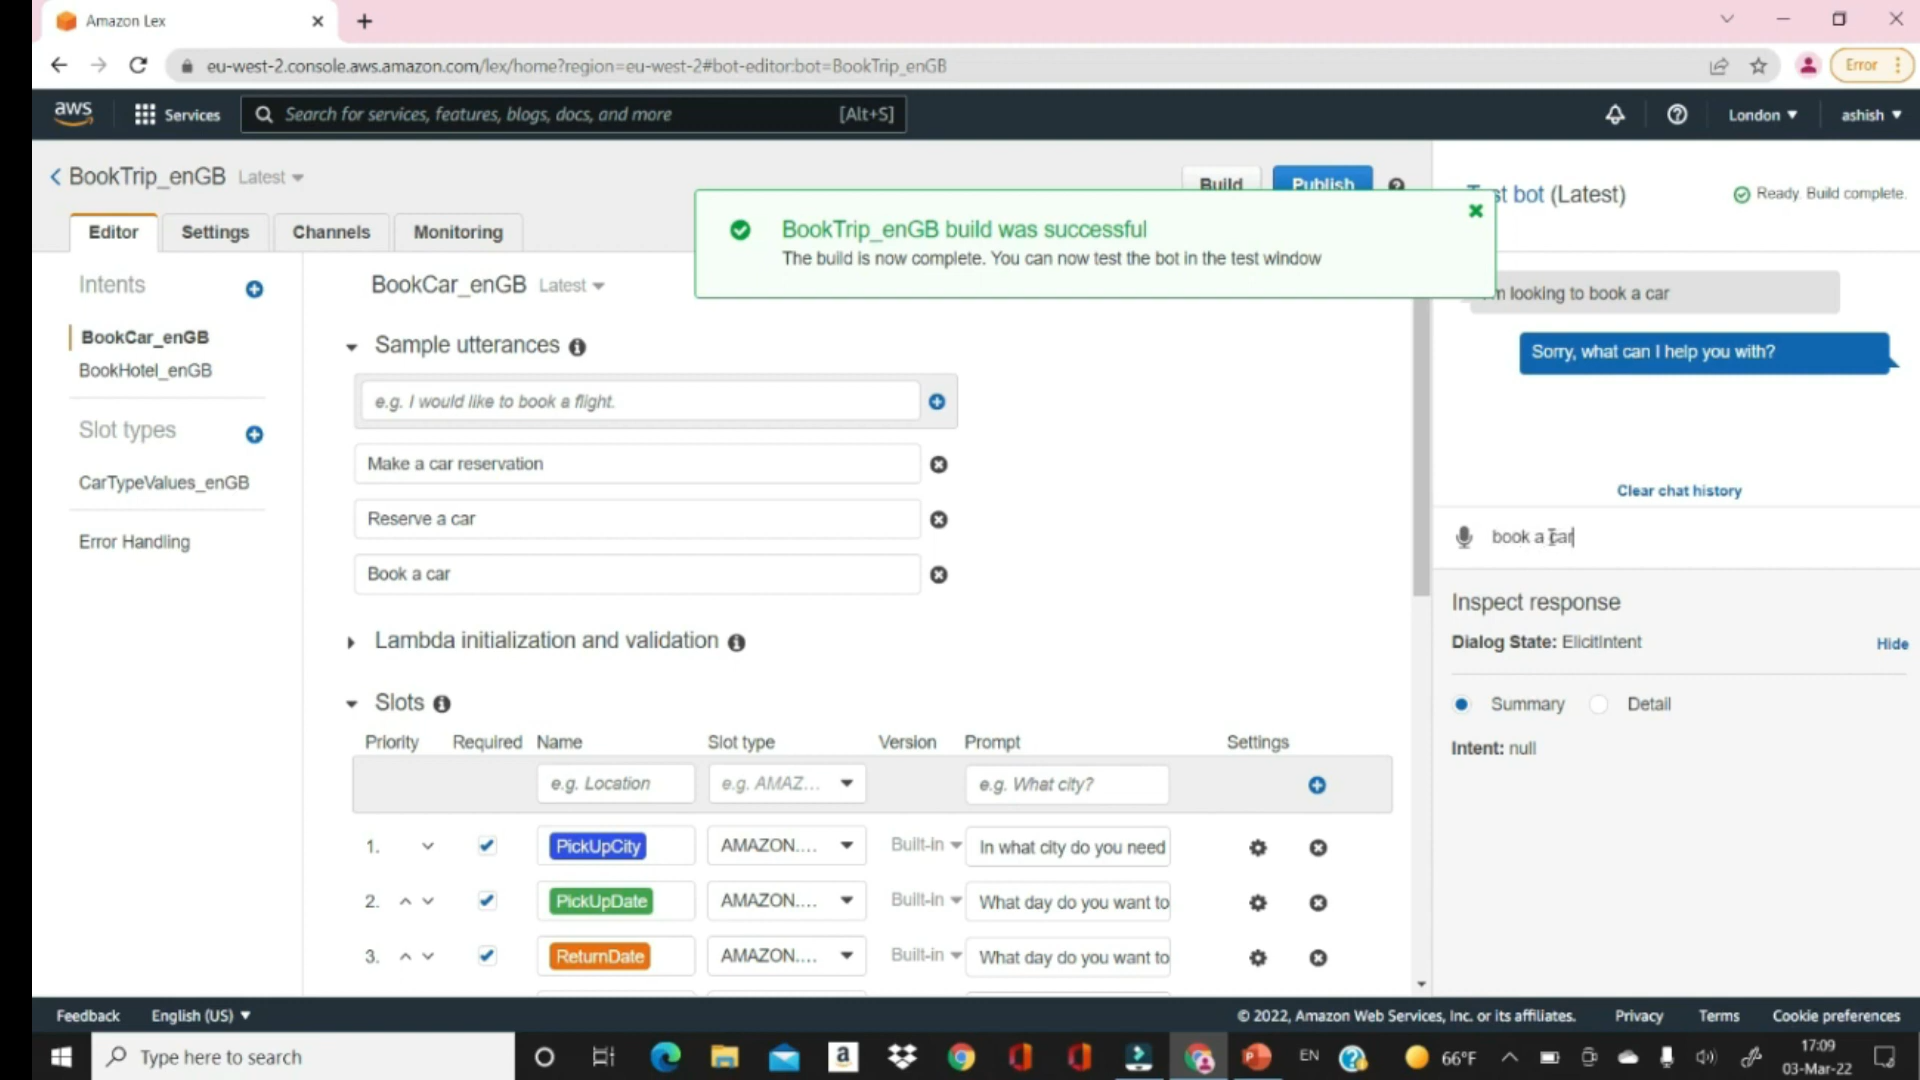 Amazon Lex
eu-west-2.console.aws.amazon.com/lex/home?region=eu-west-2#bot-editor:bot=BookTrip_enGB
Error
aws
Services
Search for services, features, blogs, docs, and more
[Alt+S]
London
ashish
BookTrip_enGB Latest
Build
Publish
st bot (Latest)
Ready. Build complete.
BookTrip_enGB build was successful
The build is now complete. You can now test the bot in the test window
Editor
Settings
Channels
Monitoring
Intents
BookCar_enGB
BookHotel_enGB
Slot types
CarTypeValues_enGB
Error Handling
BookCar_enGB Latest
Sample utterances
e.g. I would like to book a flight.
Make a car reservation
Reserve a car
Book a car
Lambda initialization and validation
Slots
Priority Required Name Slot type Version Prompt Settings
e.g. Location e.g. AMAZ... e.g. What city?
1. PickUpCity AMAZON.... Built-in In what city do you need
2. PickUpDate AMAZON.... Built-in What day do you want to
3. ReturnDate AMAZON.... Built-in What day do you want to
m looking to book a car
Sorry, what can I help you with?
Clear chat history
book a car
Inspect response
Dialog State: ElicitIntent
Hide
Summary
Detail
Intent: null
Feedback
English (US)
© 2022, Amazon Web Services, Inc. or its affiliates.
Privacy
Terms
Cookie preferences
Type here to search
EN
66°F
17:09
03-Mar-22